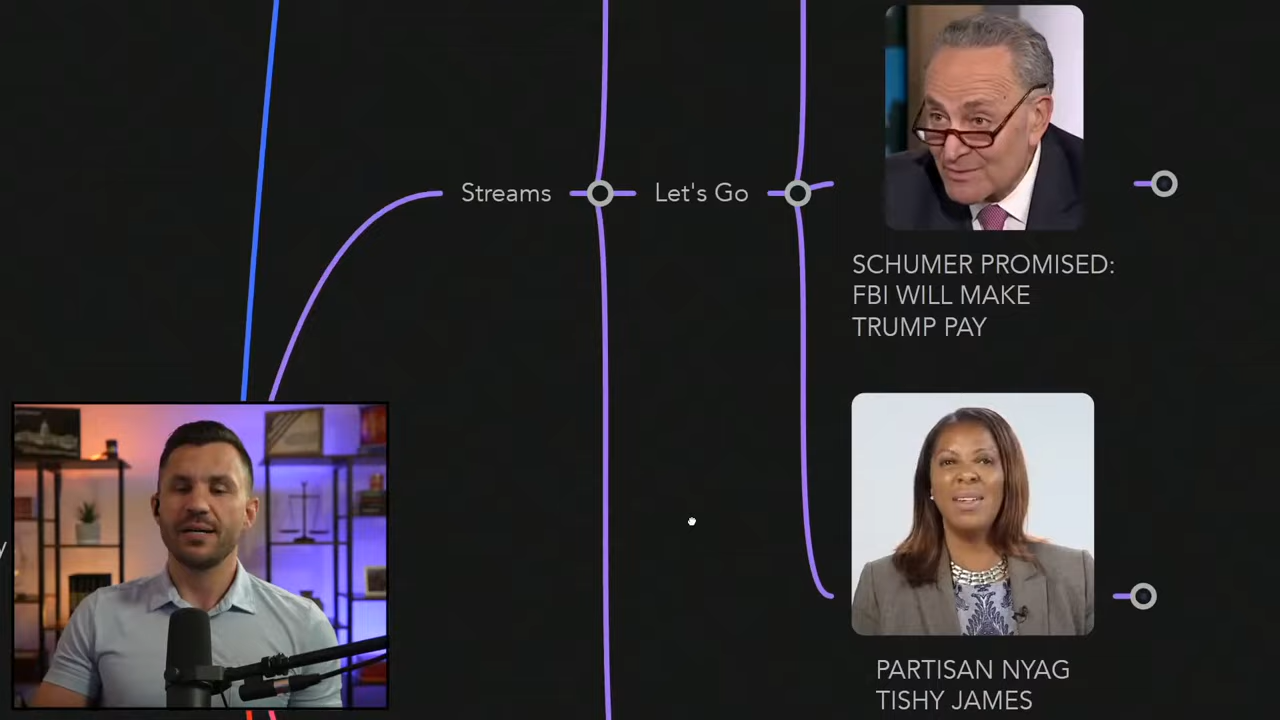 Streams
Let's Go
SCHUMER PROMISED:
FBI WILL MAKE
TRUMP PAY
y
PARTISAN NYAG
TISHY JAMES